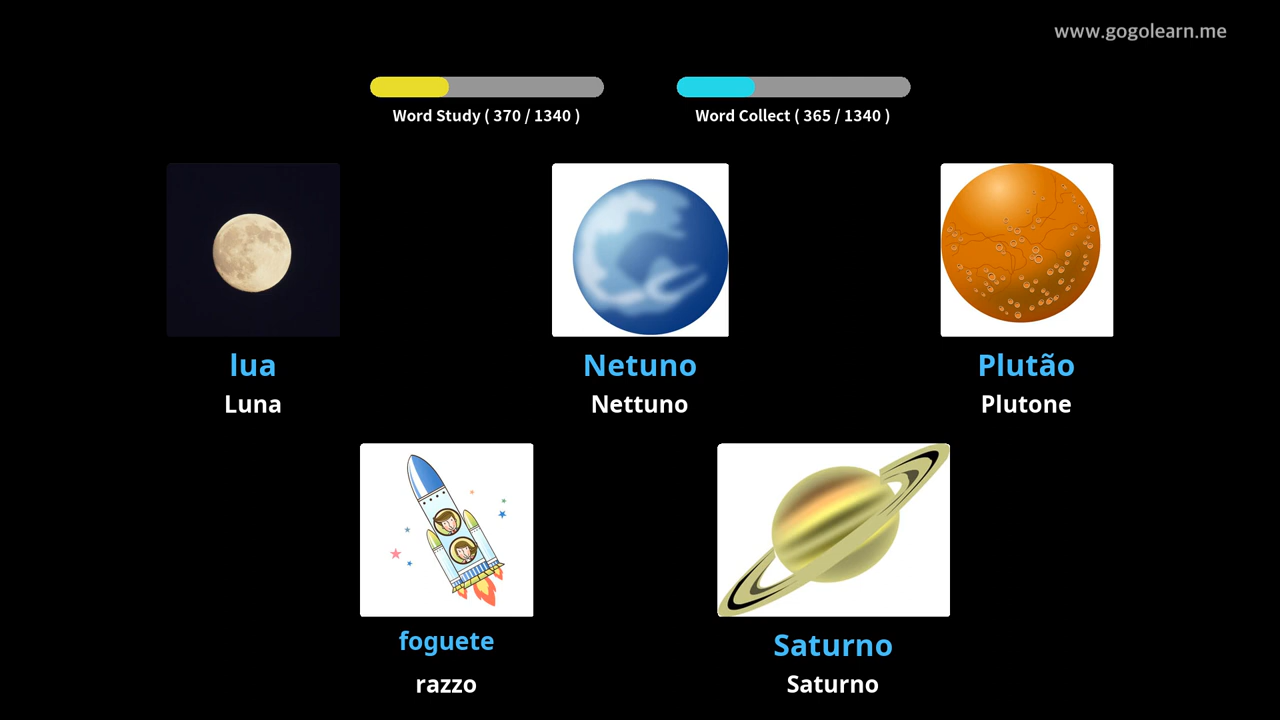 www.gogolearn.me
Word Study ( 370 / 1340 )
Word Collect ( 365 / 1340 )
lua
Netuno
Plutão
Luna
Nettuno
Plutone
foguete
Saturno
razzo
Saturno